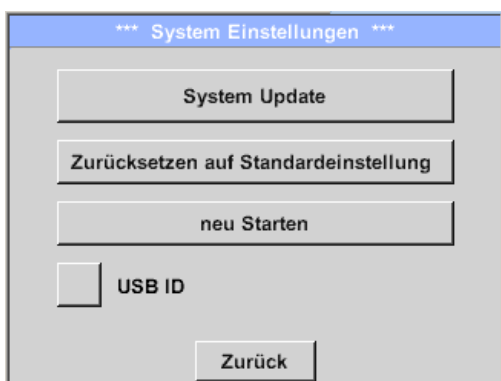 *** System Einstellungen ***
System Update
Zurücksetzen auf Standardeinstellung
neu Starten
USB ID
Zurück